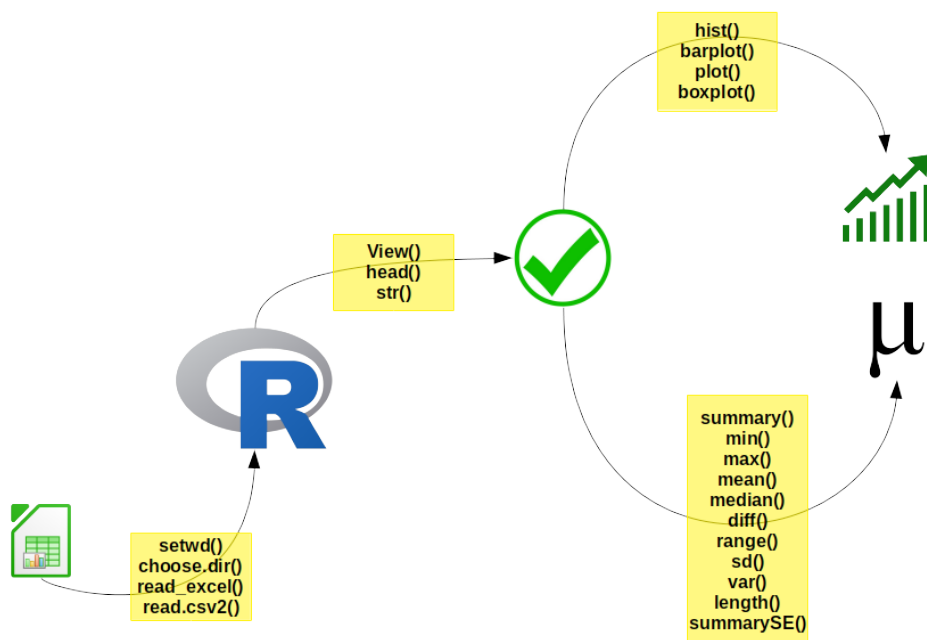 hist()
barplot()
plot()
boxplot()
View()
head()
str()
R
μ
summary()
min()
max()
mean()
median()
diff()
range()
sd()
var()
length()
summarySE()
setwd()
choose.dir()
read_excel()
read.csv2()